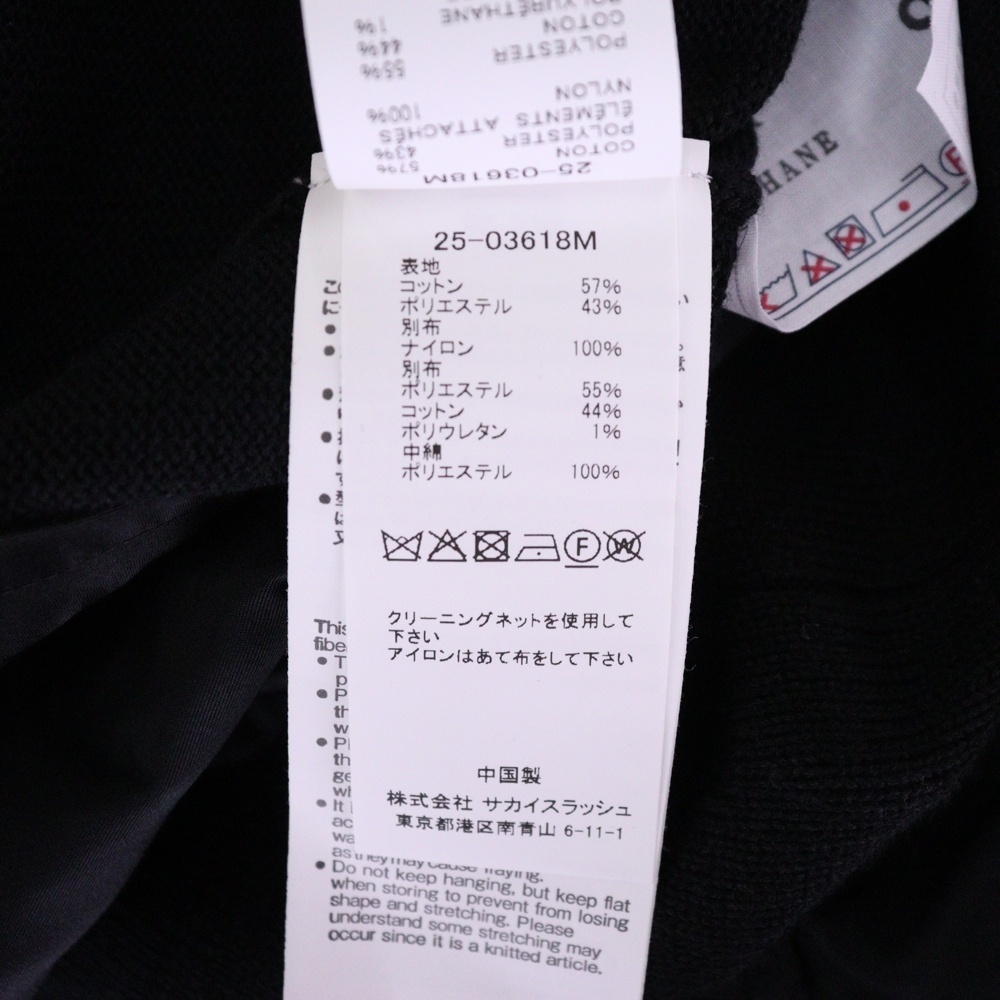 1%
POLYURÉTHANE
44%
COTON
55%
POLYESTER
NYLON
100%
ÉLÉMENTS ATTACHÉS
43%
POLYESTER
57%
COTON
25-03618M
HANE
25-03618M
表地
コットン 57%
ポリエステル 43%
別布
ナイロン 100%
別布
ポリエステル 55%
コットン 44%
ポリウレタン 1%
中綿
ポリエステル 100%
F W
クリーニングネットを使用して
下さい
アイロンはあて布をして下さい
中国製
株式会社 サカイスラッシュ
東京都港区南青山 6-11-1
This
fibe
as they may cause fraying.
● Do not keep hanging, but keep flat
when storing to prevent from losing
shape and stretching. Please
understand some stretching may
occur since it is a knitted article.